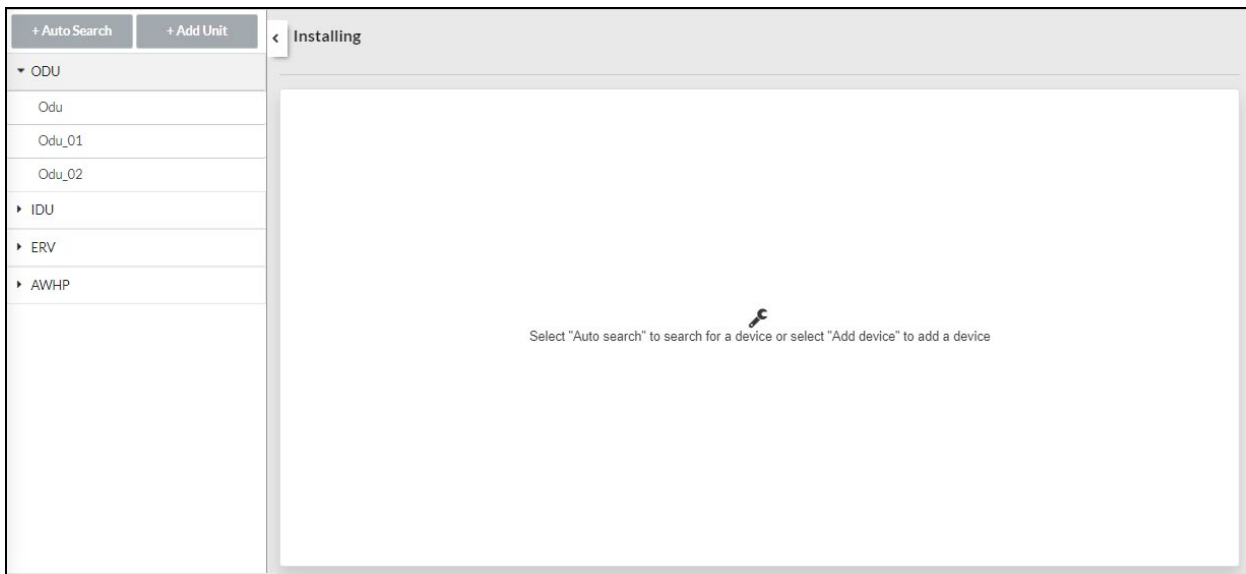 + Auto Search
+ Add Unit
ODU
Odu
Odu_01
Odu_02
IDU
ERV
AWHP
Installing
Select "Auto search" to search for a device or select "Add device" to add a device